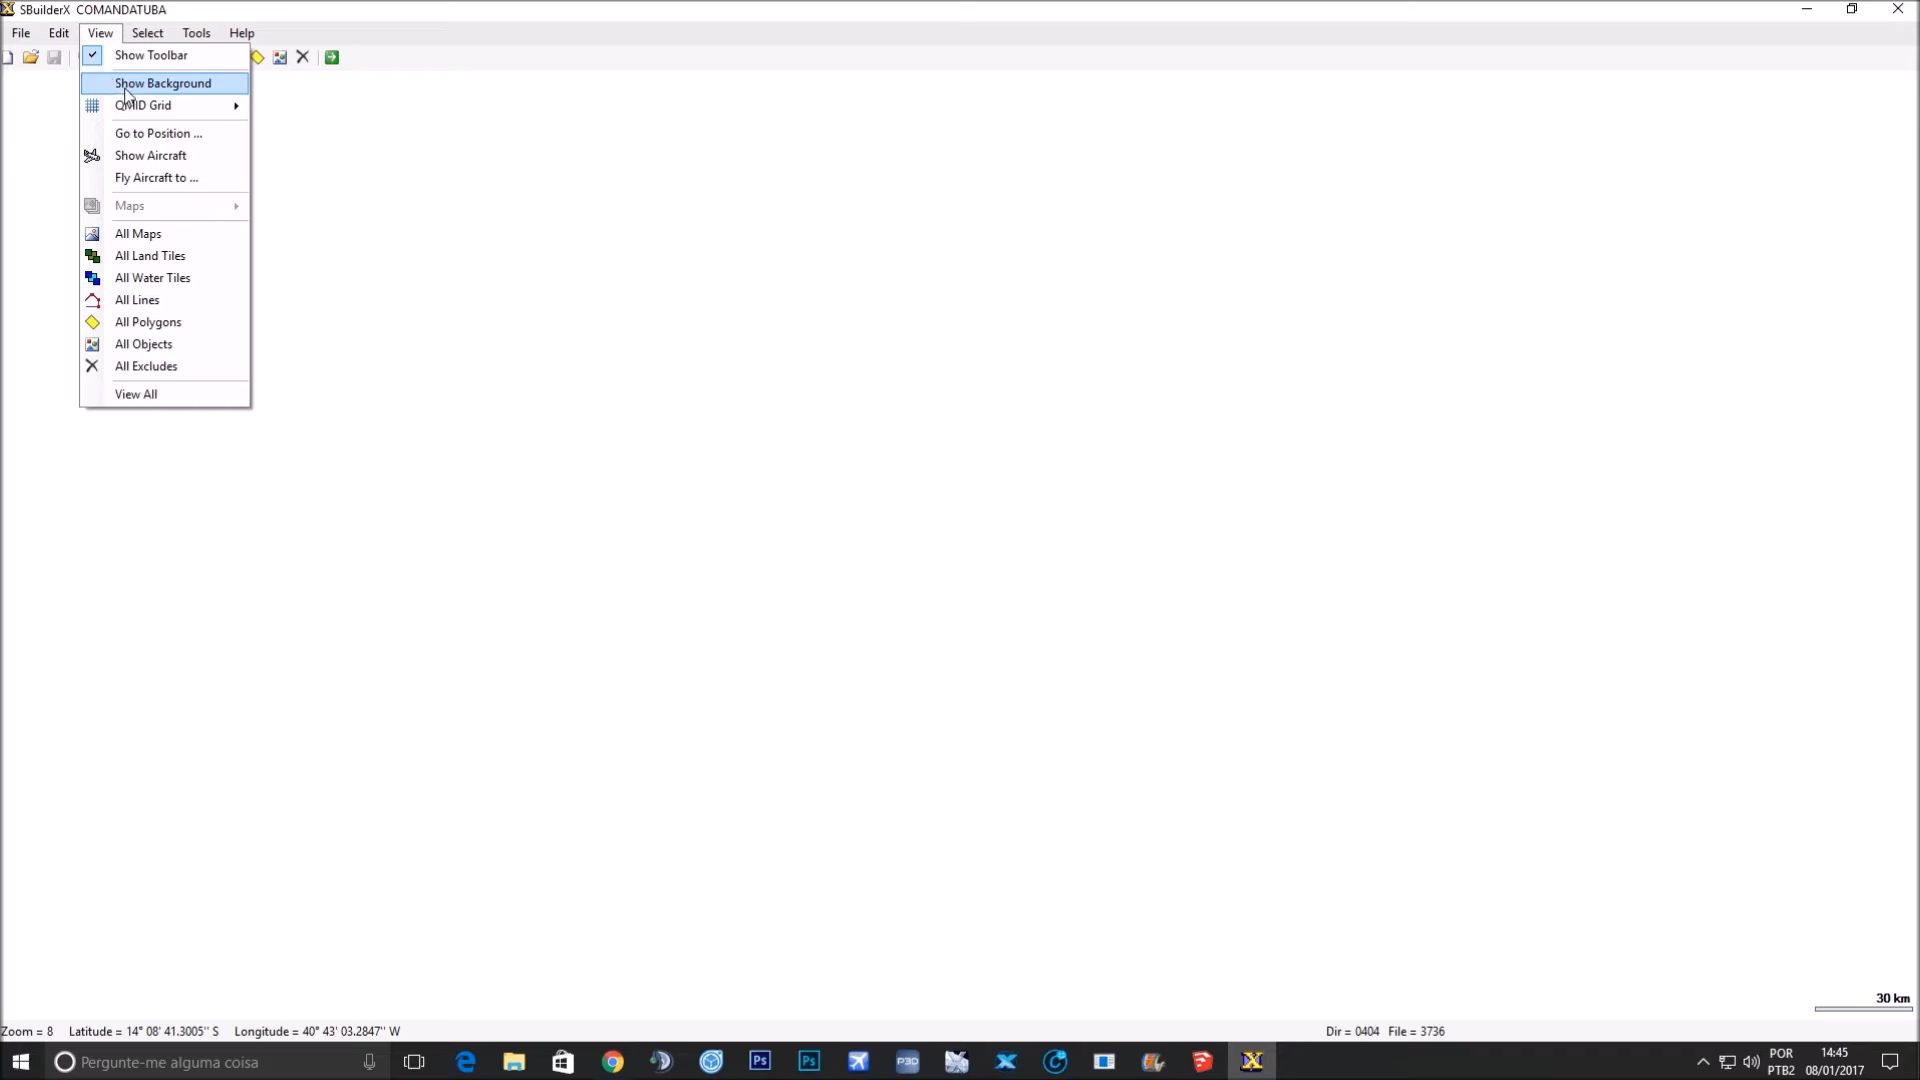 SBuilderX COMANDATUBA
File Edit View Select Tools Help
Show Toolbar
Show Background
QMID Grid
Go to Position ...
Show Aircraft
Fly Aircraft to ...
Maps
All Maps
All Land Tiles
All Water Tiles
All Lines
All Polygons
All Objects
All Excludes
View All
30 km
Zoom = 8 Latitude = 14° 08' 41.3005'' S Longitude = 40° 43' 03.2847'' W Dir = 0404 File = 3736
Pergunte-me alguma coisa Ps Ps P3D POR 14:45
PTB2 08/01/2017